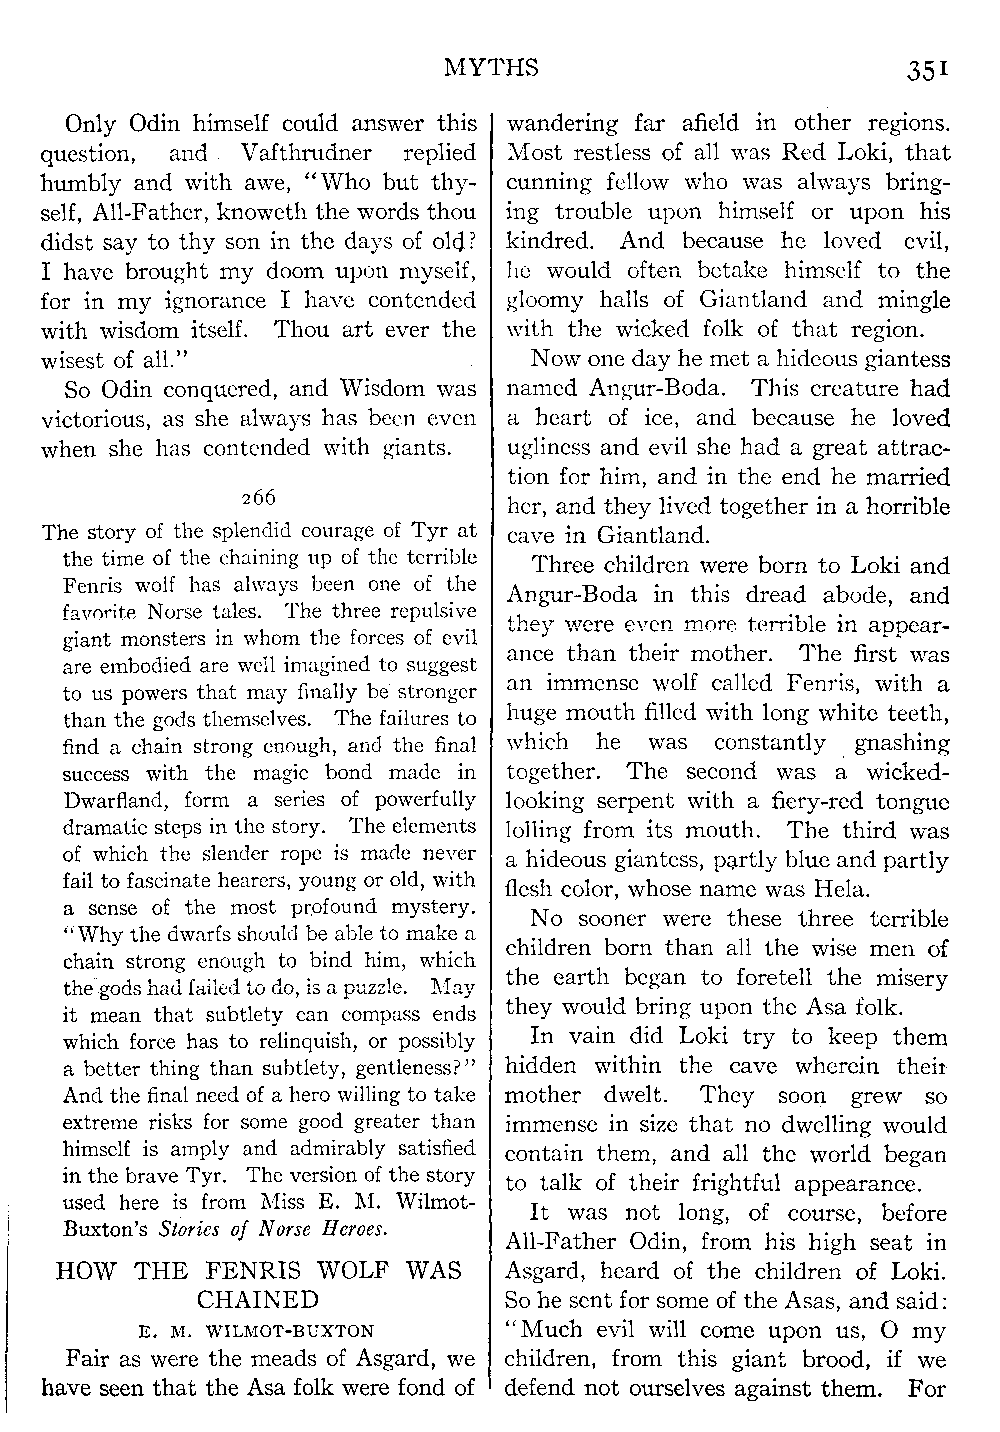 MYTHS 351
Only Odin himself could answer this
question, and Vafthrudner replied
humbly and with awe, “Who but thy-
self, All-Father, knoweth the words thou
didst say to thy son in the days of old?
I have brought my doom upon myself,
for in my ignorance I have contended
with wisdom itself. Thou art ever the
wisest of all.”
So Odin conquered, and Wisdom was
victorious, as she always has been even
when she has contended with giants.
266
The story of the splendid courage of Tyr at
the time of the chaining up of the terrible
Fenris wolf has always been one of the
favorite Norse tales. The three repulsive
giant monsters in whom the forces of evil
are embodied are well imagined to suggest
to us powers that may finally be stronger
than the gods themselves. The failures to
find a chain strong enough, and the final
success with the magic bond made in
Dwarfland, form a series of powerfully
dramatic steps in the story. The elements
of which the slender rope is made never
fail to fascinate hearers, young or old, with
a sense of the most profound mystery.
“Why the dwarfs should be able to make a
chain strong enough to bind him, which
the gods had failed to do, is a puzzle. May
it mean that subtlety can compass ends
which force has to relinquish, or possibly
a better thing than subtlety, gentleness?”
And the final need of a hero willing to take
extreme risks for some good greater than
himself is amply and admirably satisfied
in the brave Tyr. The version of the story
used here is from Miss E. M. Wilmot-
Buxton’s Stories of Norse Heroes.
HOW THE FENRIS WOLF WAS
CHAINED
E. M. WILMOT-BUXTON
Fair as were the meads of Asgard, we
have seen that the Asa folk were fond of
wandering far afield in other regions.
Most restless of all was Red Loki, that
cunning fellow who was always bring-
ing trouble upon himself or upon his
kindred. And because he loved evil,
he would often betake himself to the
gloomy halls of Giantland and mingle
with the wicked folk of that region.
Now one day he met a hideous giantess
named Angur-Boda. This creature had
a heart of ice, and because he loved
ugliness and evil she had a great attrac-
tion for him, and in the end he married
her, and they lived together in a horrible
cave in Giantland.
Three children were born to Loki and
Angur-Boda in this dread abode, and
they were even more terrible in appear-
ance than their mother. The first was
an immense wolf called Fenris, with a
huge mouth filled with long white teeth,
which he was constantly gnashing
together. The second was a wicked-
looking serpent with a fiery-red tongue
lolling from its mouth. The third was
a hideous giantess, partly blue and partly
flesh color, whose name was Hela.
No sooner were these three terrible
children born than all the wise men of
the earth began to foretell the misery
they would bring upon the Asa folk.
In vain did Loki try to keep them
hidden within the cave wherein their
mother dwelt. They soon grew so
immense in size that no dwelling would
contain them, and all the world began
to talk of their frightful appearance.
It was not long, of course, before
All-Father Odin, from his high seat in
Asgard, heard of the children of Loki.
So he sent for some of the Asas, and said:
“Much evil will come upon us, O my
children, from this giant brood, if we
defend not ourselves against them. For